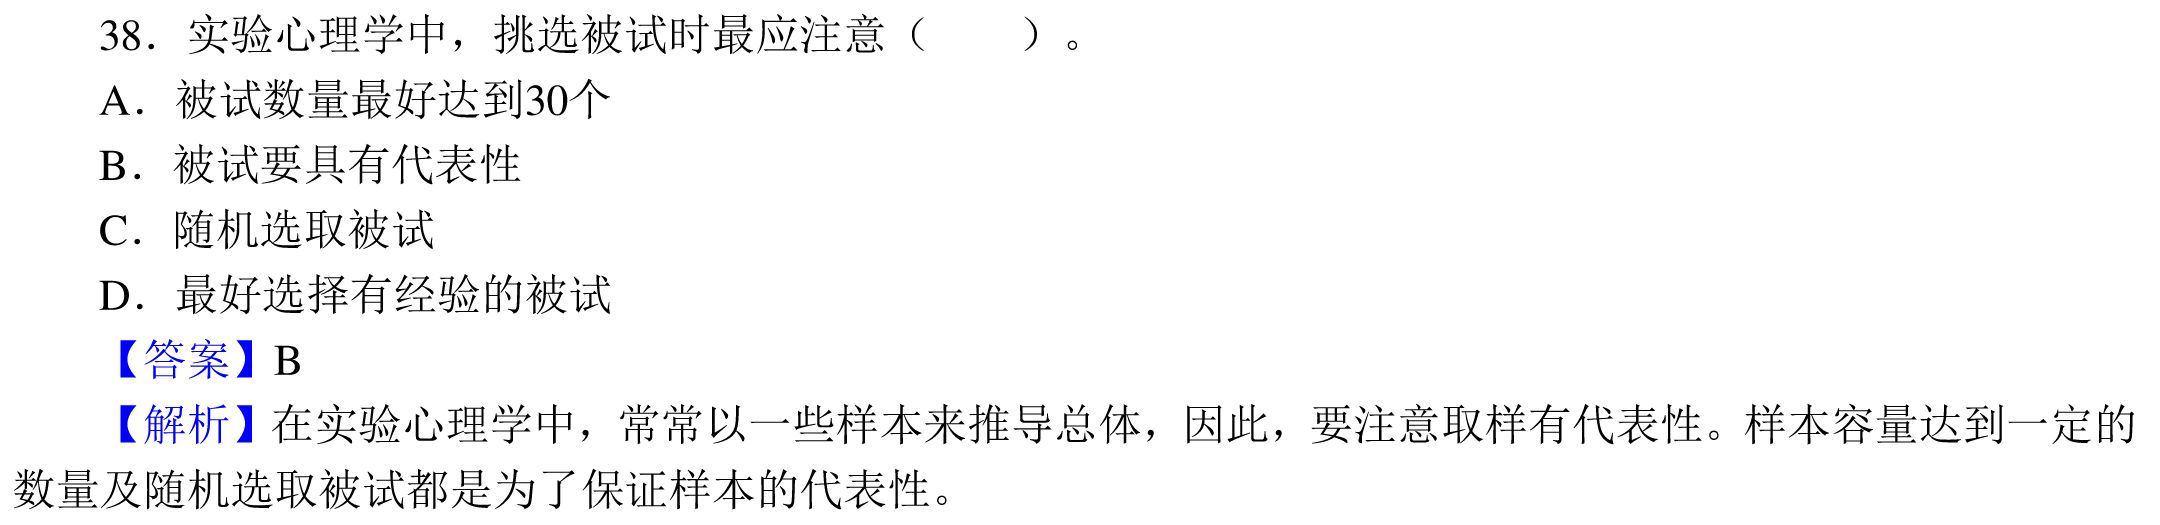 38．实验心理学中，挑选被试时最应注意（　　）。
A．被试数量最好达到30个
B．被试要具有代表性
C．随机选取被试
D．最好选择有经验的被试
【答案】B
【解析】在实验心理学中，常常以一些样本来推导总体，因此，要注意取样有代表性。样本容量达到一定的
数量及随机选取被试都是为了保证样本的代表性。